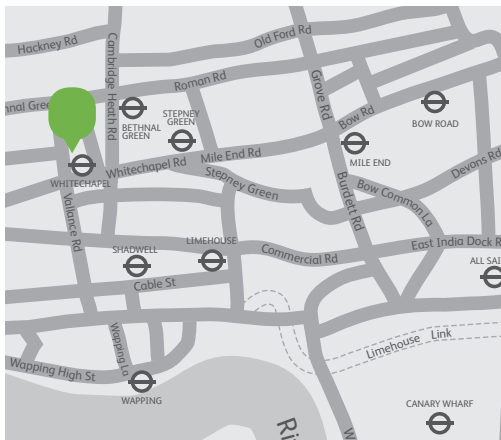 Hackney Rd
Cambridge Heath Rd
Old Ford Rd
Roman Rd
Grove Rd
BETHNAL
GREEN
STEPNEY
GREEN
Bow Rd
BOW ROAD
MILE END
Mile End Rd
Whitechapel Rd
WHITECHAPEL
Stepney Green
Devons Rd
Bow Common La
Burdett Rd
Vallance Rd
SHADWELL
LIMEHOUSE
Commercial Rd
East India Dock R
ALL SAI
Cable St
Wapping La
Limehouse Link
Wapping High St
WAPPING
CANARY WHARF
Ri
W